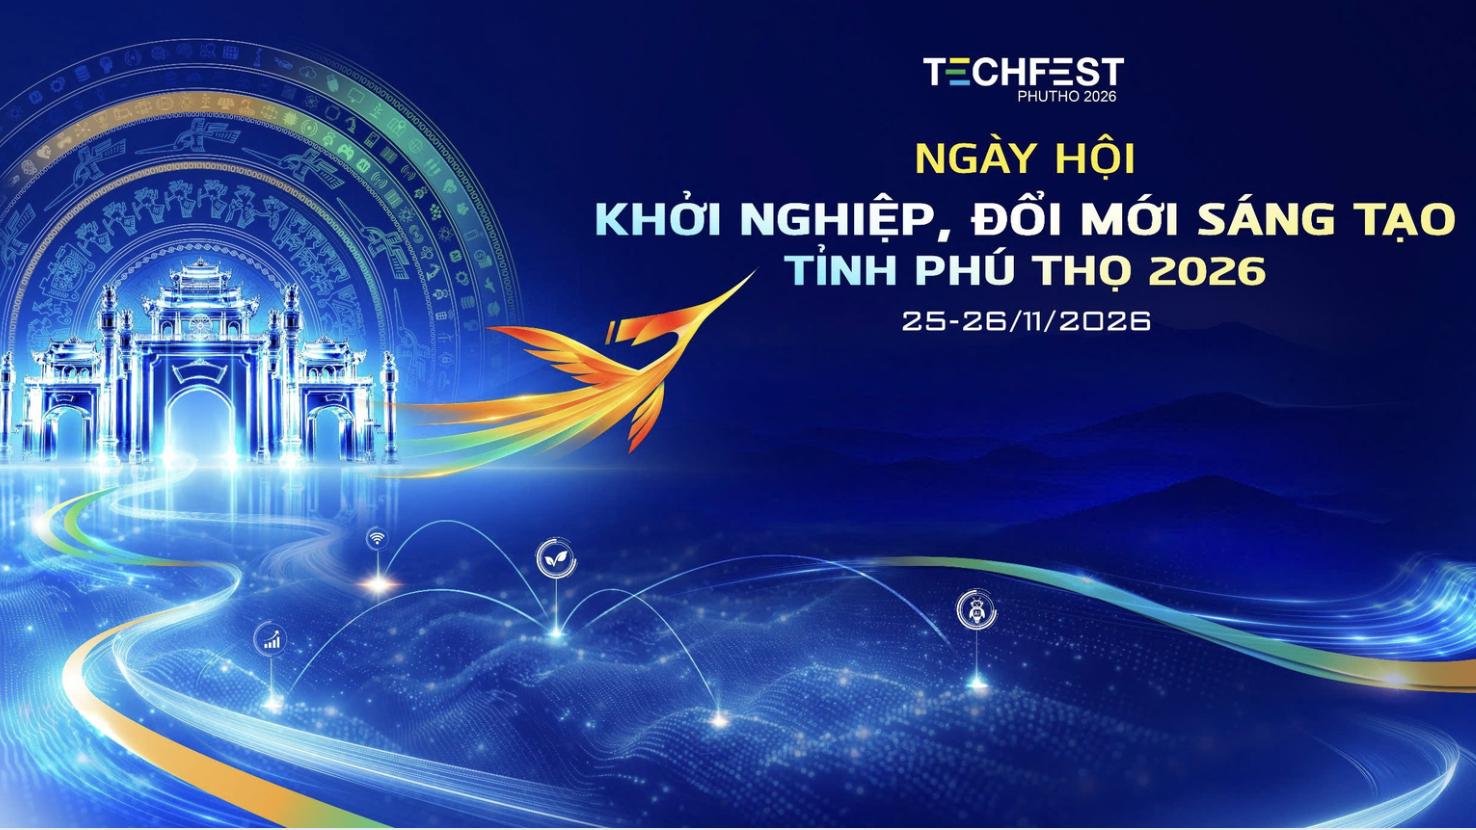 TECHFEST
PHUTHO 2026
NGÀY HỘI
KHỞI NGHIỆP, ĐỔI MỚI SÁNG TẠO
TỈNH PHÚ THỌ 2026
25-26/11/2026